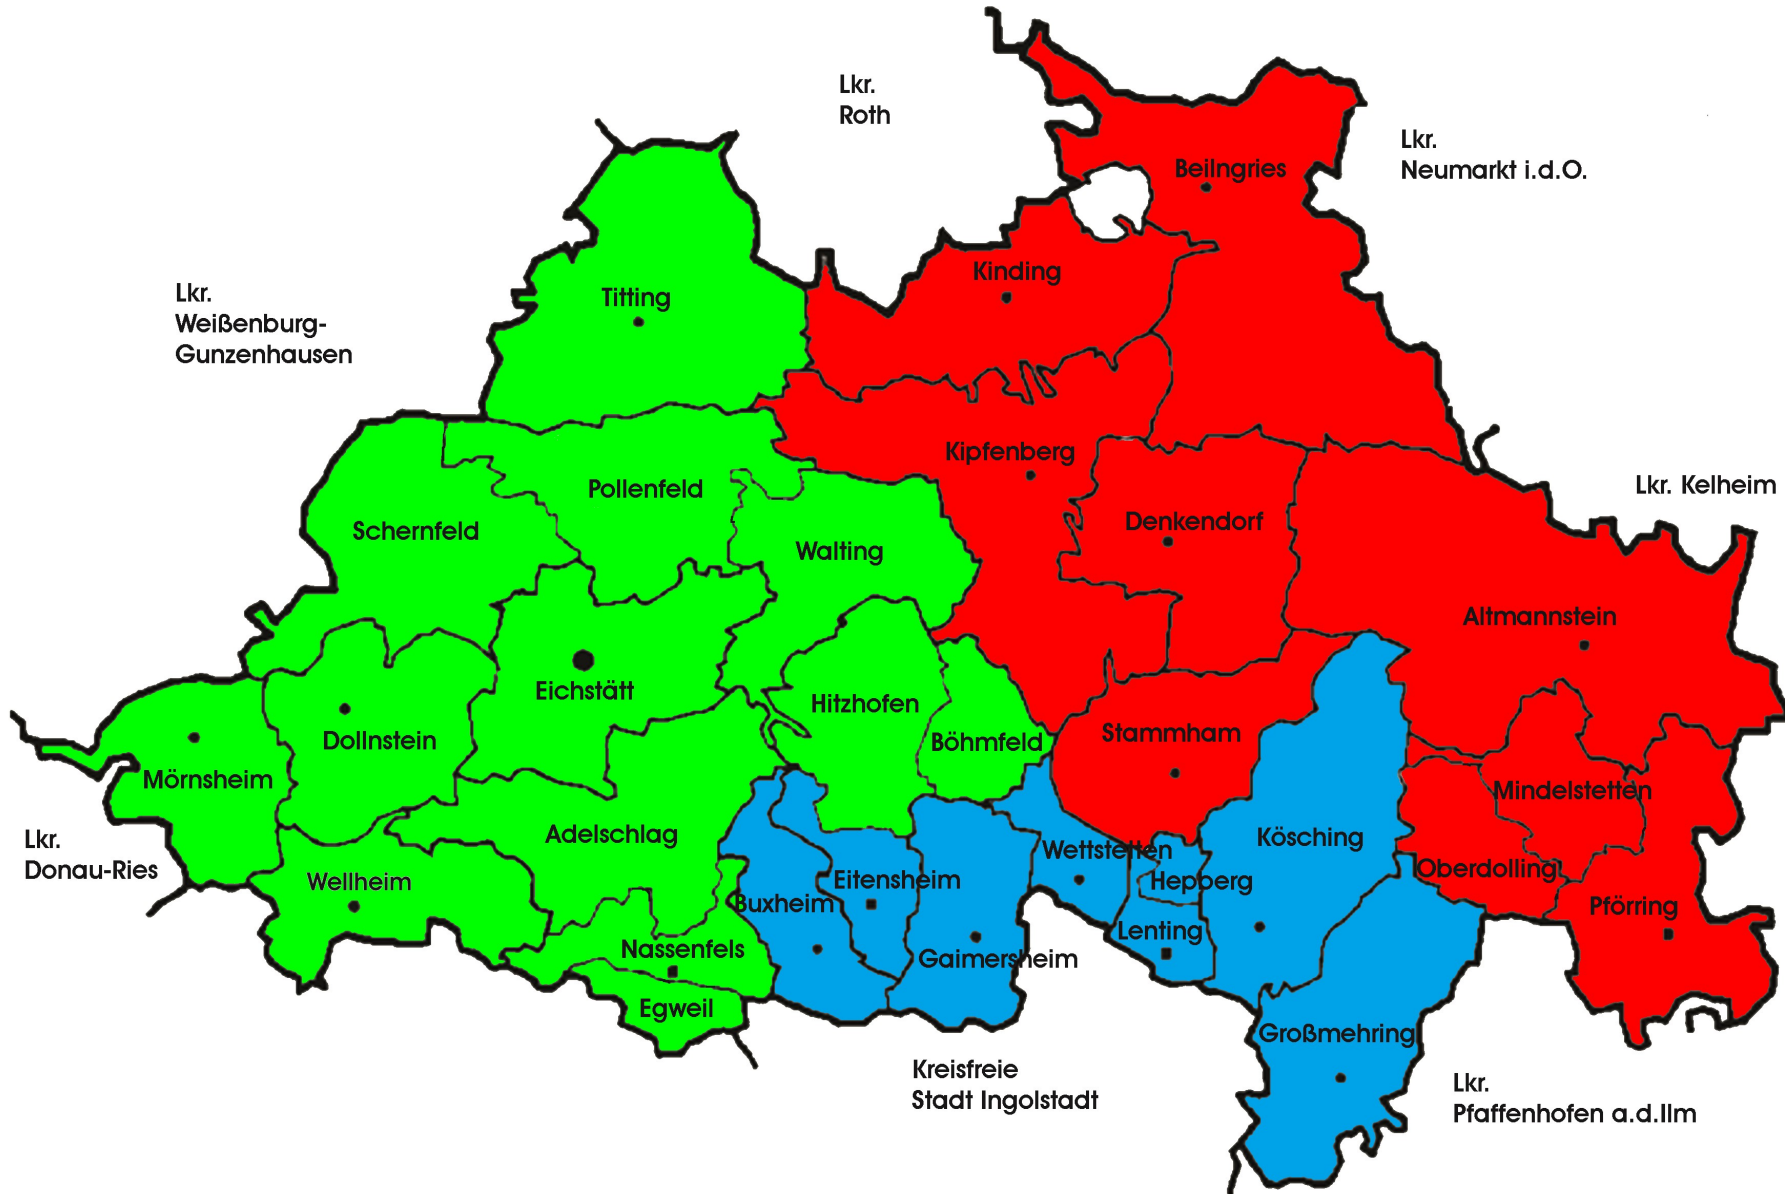 Lkr.
Roth
Lkr.
Neumarkt i.d.O.
Beilngries
Kinding
Lkr.
Weißenburg-
Gunzenhausen
Titting
Kipfenberg
Lkr. Kelheim
Pollenfeld
Schernfeld
Denkendorf
Walting
Altmannstein
Eichstätt
Hitzhofen
Dollnstein
Böhmfeld
Stammham
Mörnsheim
Mindelstetten
Adelschlag
Kösching
Lkr.
Donau-Ries
Wettstetten
Oberdolling
Wellheim
Eitensheim
Hepperg
Buxheim
Pförring
Lenting
Nassenfels
Gaimersheim
Egweil
Großmehring
Kreisfreie
Stadt Ingolstadt
Lkr.
Pfaffenhofen a.d.Ilm